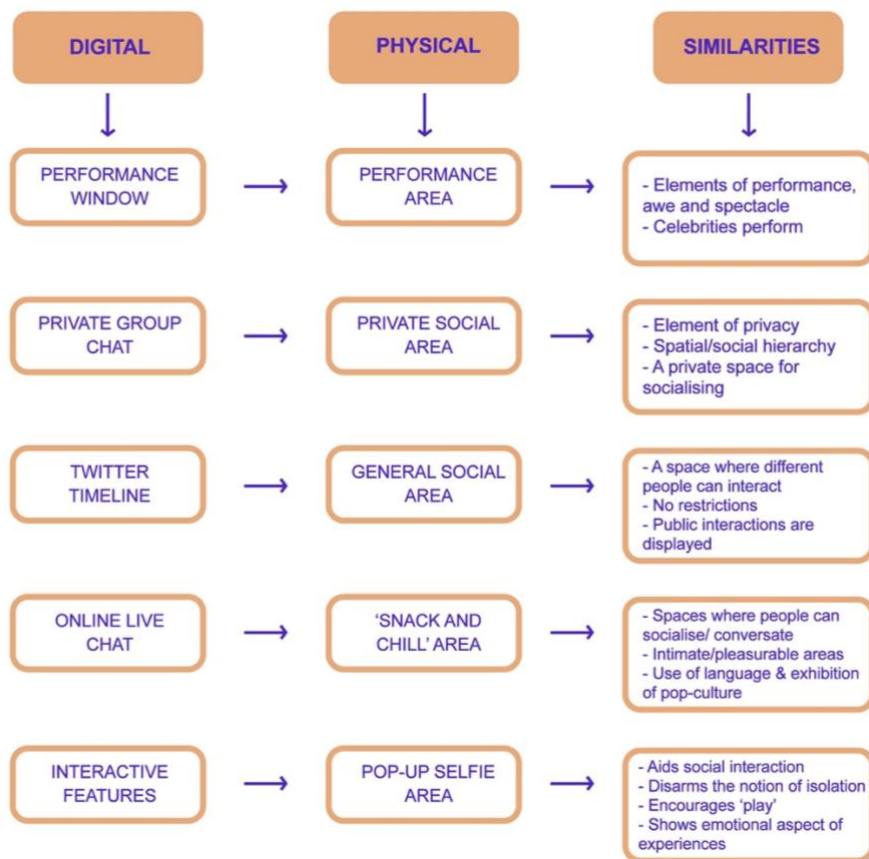 DIGITAL
PHYSICAL
SIMILARITIES
PERFORMANCE
WINDOW
PERFORMANCE
AREA
- Elements of performance,
awe and spectacle
- Celebrities perform
PRIVATE GROUP
CHAT
PRIVATE SOCIAL
AREA
- Element of privacy
- Spatial/social hierarchy
- A private space for
socialising
TWITTER
TIMELINE
GENERAL SOCIAL
AREA
- A space where different
people can interact
- No restrictions
- Public interactions are
displayed
ONLINE LIVE
CHAT
‘SNACK AND
CHILL’ AREA
- Spaces where people can
socialise/ conversate
- Intimate/pleasurable areas
- Use of language & exhibition
of pop-culture
INTERACTIVE
FEATURES
POP-UP SELFIE
AREA
- Aids social interaction
- Disarms the notion of isolation
- Encourages ‘play’
- Shows emotional aspect of
experiences